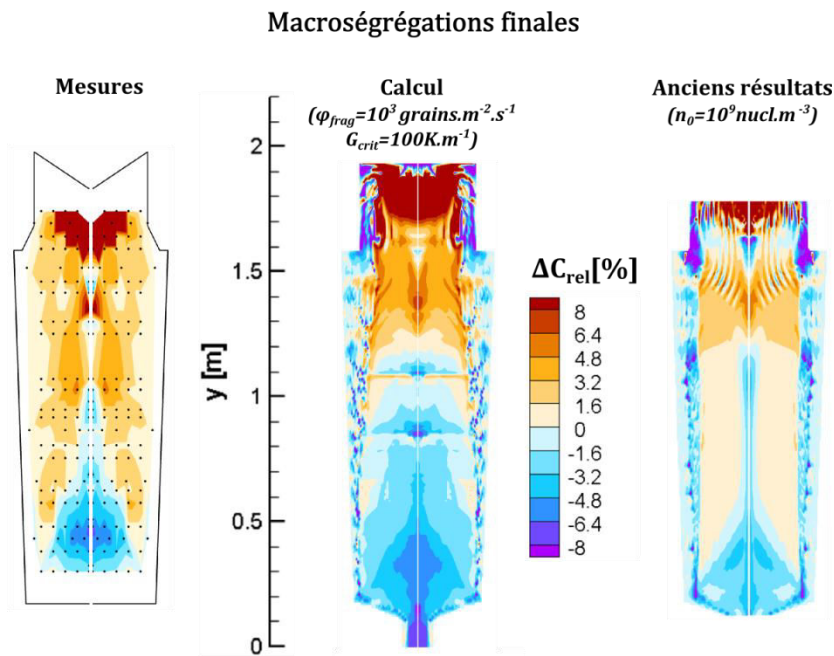 Macroségrégations finales
Mesures
Calcul
(φfrag=10³ grains.m⁻².s⁻¹
Gcrit=100K.m⁻¹)
Anciens résultats
(n₀=10⁹nucl.m⁻³)
y [m]
2
1.5
1
0.5
0
ΔCrel[%]
8
6.4
4.8
3.2
1.6
0
-1.6
-3.2
-4.8
-6.4
-8